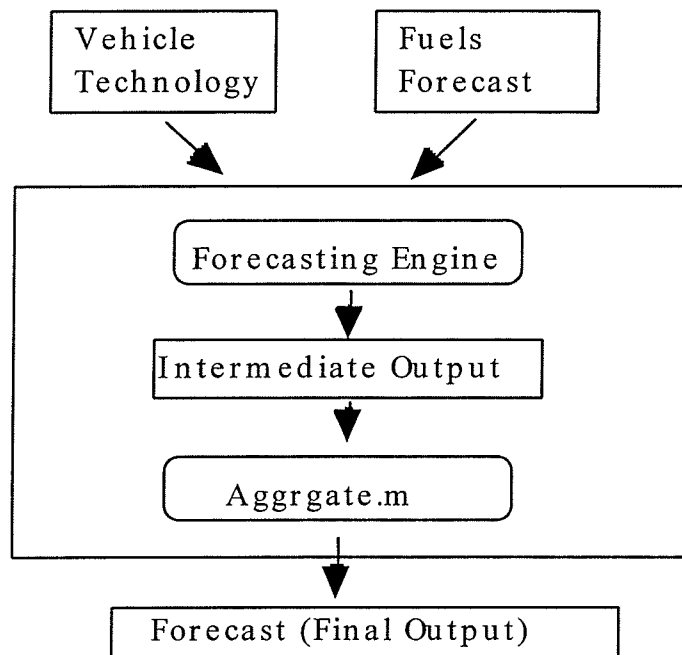 Vehicle
Technology
Fuels
Forecast
Forecasting Engine
Intermediate Output
Aggrgate.m
Forecast (Final Output)